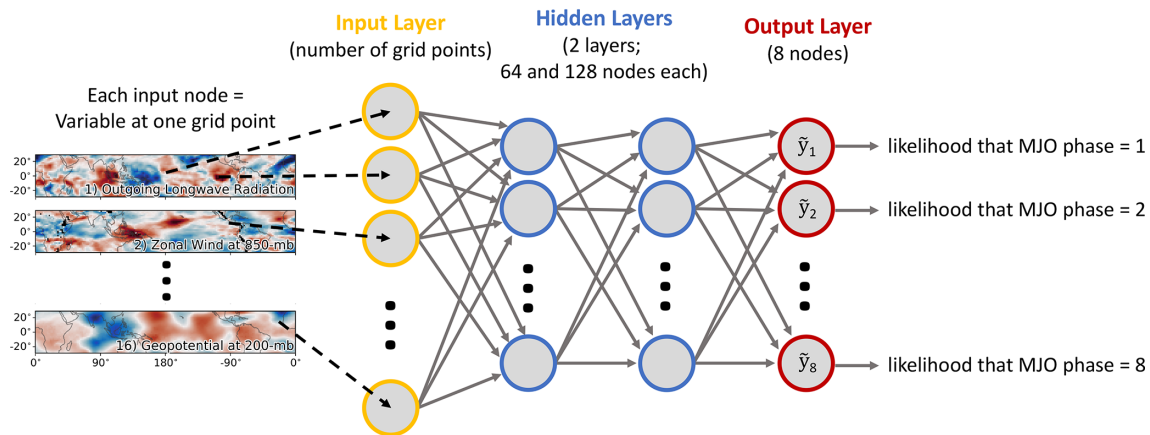 Input Layer
(number of grid points)
Hidden Layers
(2 layers;
64 and 128 nodes each)
Output Layer
(8 nodes)
Each input node =
Variable at one grid point
20°
0°
-20°
1) Outgoing Longwave Radiation
20°
0°
-20°
2) Zonal Wind at 850-mb
20°
0°
-20°
16) Geopotential at 200-mb
0° 90° 180° -90° 0°
ỹ₁
likelihood that MJO phase = 1
ỹ₂
likelihood that MJO phase = 2
ỹ₈
likelihood that MJO phase = 8